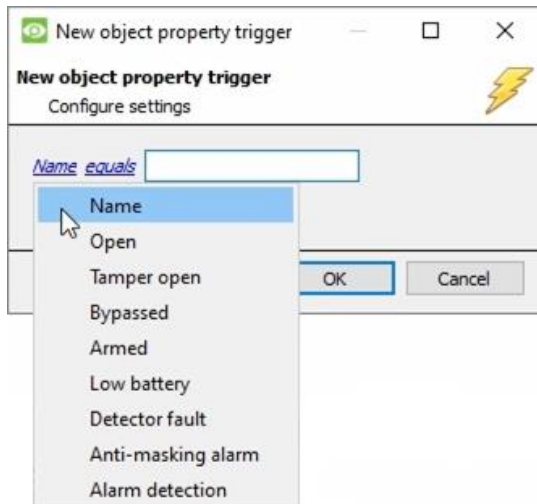 New object property trigger
New object property trigger
Configure settings
Name equals
Name
Open
Tamper open
OK Cancel
Bypassed
Armed
Low battery
Detector fault
Anti-masking alarm
Alarm detection